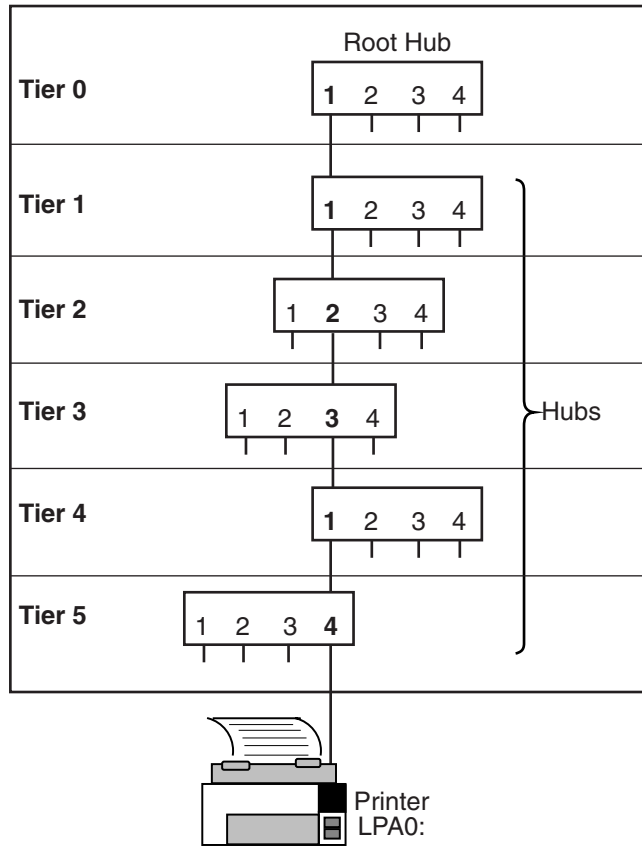 Root Hub
Tier 0
1 2 3 4
Tier 1
1 2 3 4
Tier 2
1 2 3 4
Tier 3
1 2 3 4
Hubs
Tier 4
1 2 3 4
Tier 5
1 2 3 4
Printer
LPA0: